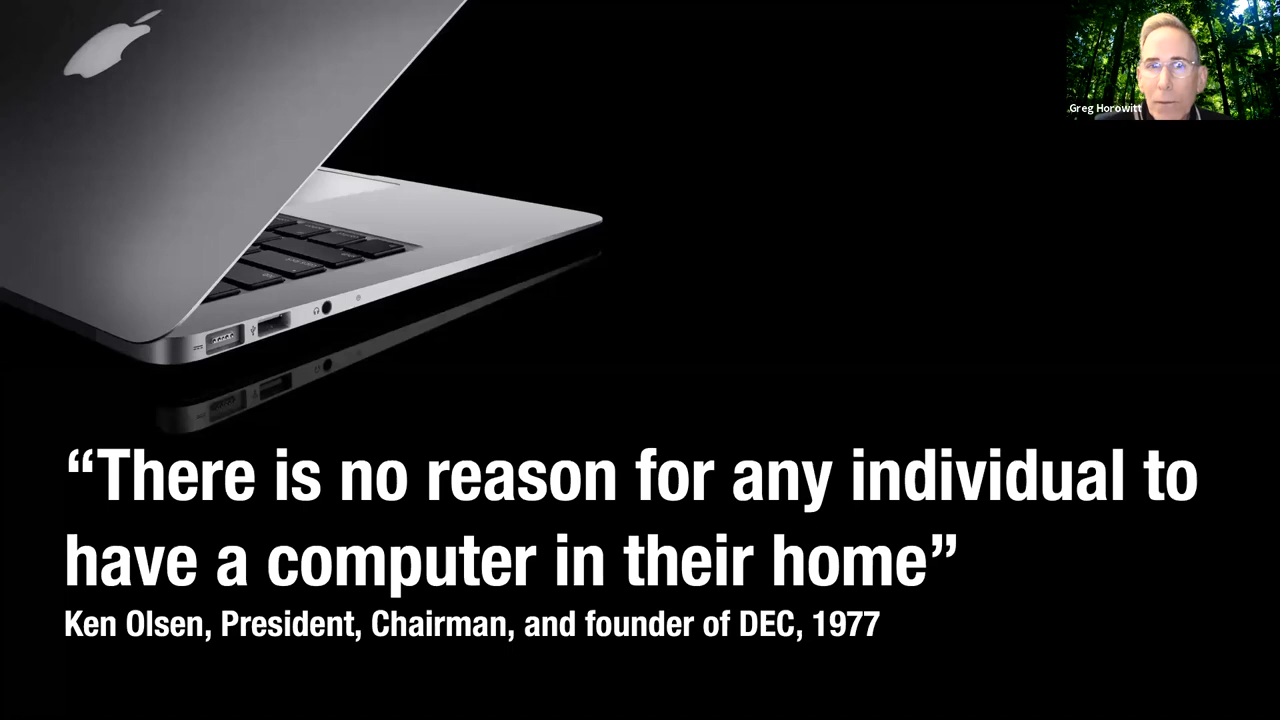 Greg Horowitt
“There is no reason for any individual to
have a computer in their home”
Ken Olsen, President, Chairman, and founder of DEC, 1977